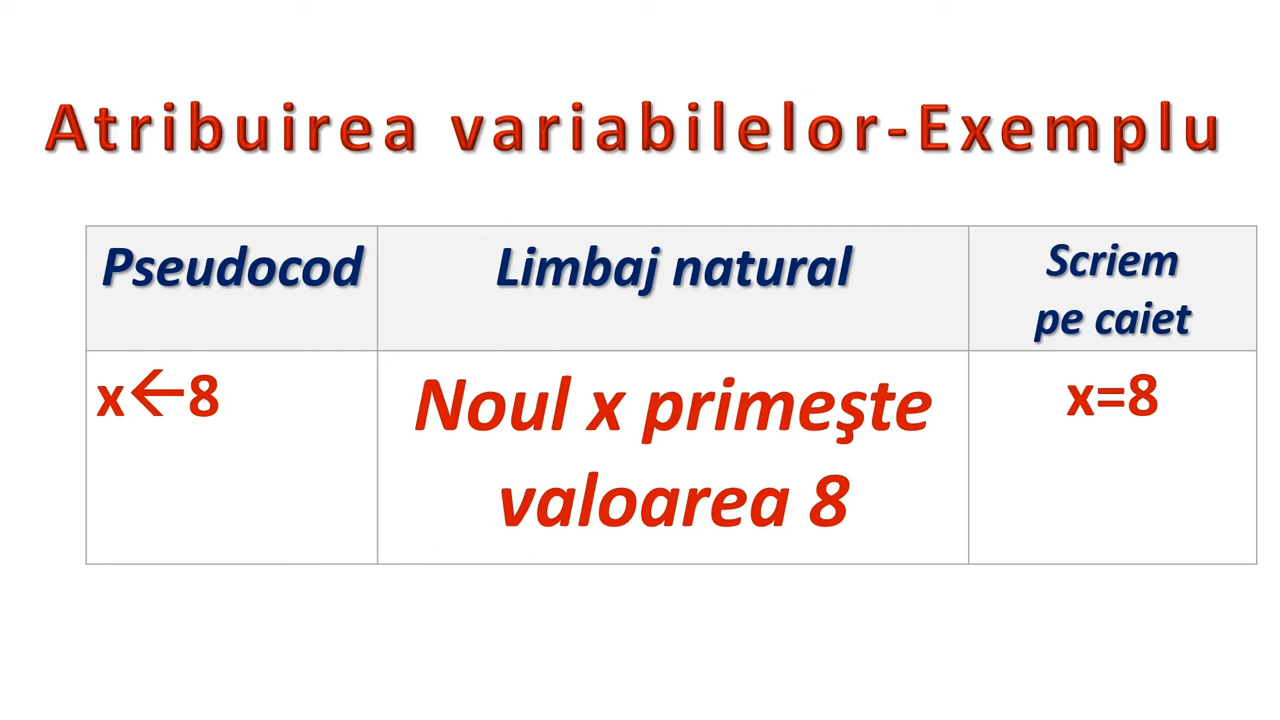 Atribuirea variabilelor-Exemplu
Pseudocod
Limbaj natural
Scriem
pe caiet
x←8
Noul x primeşte
valoarea 8
x=8